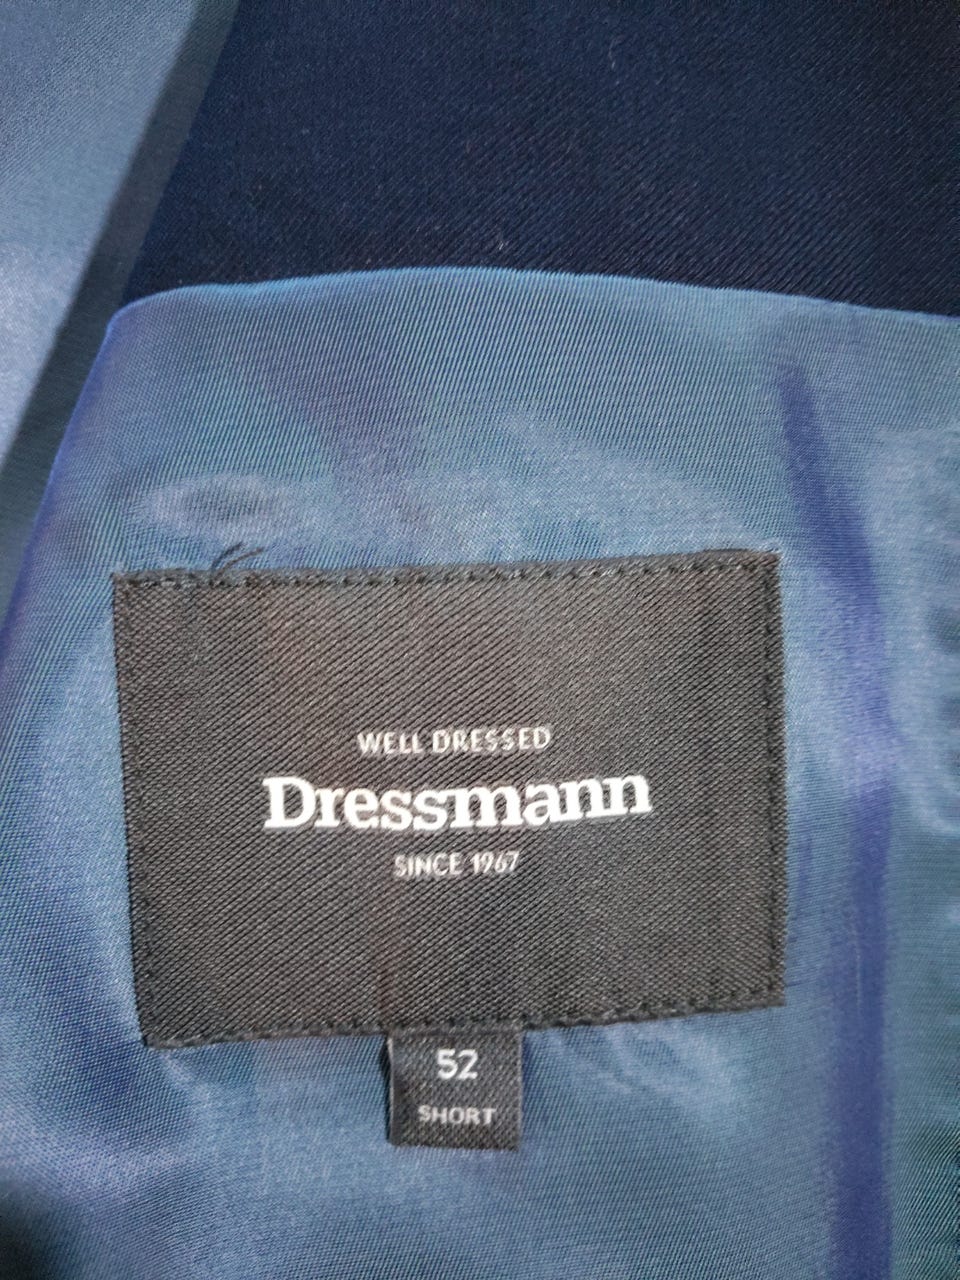 WELL DRESSED
Dressmann
SINCE 1967
52
SHORT